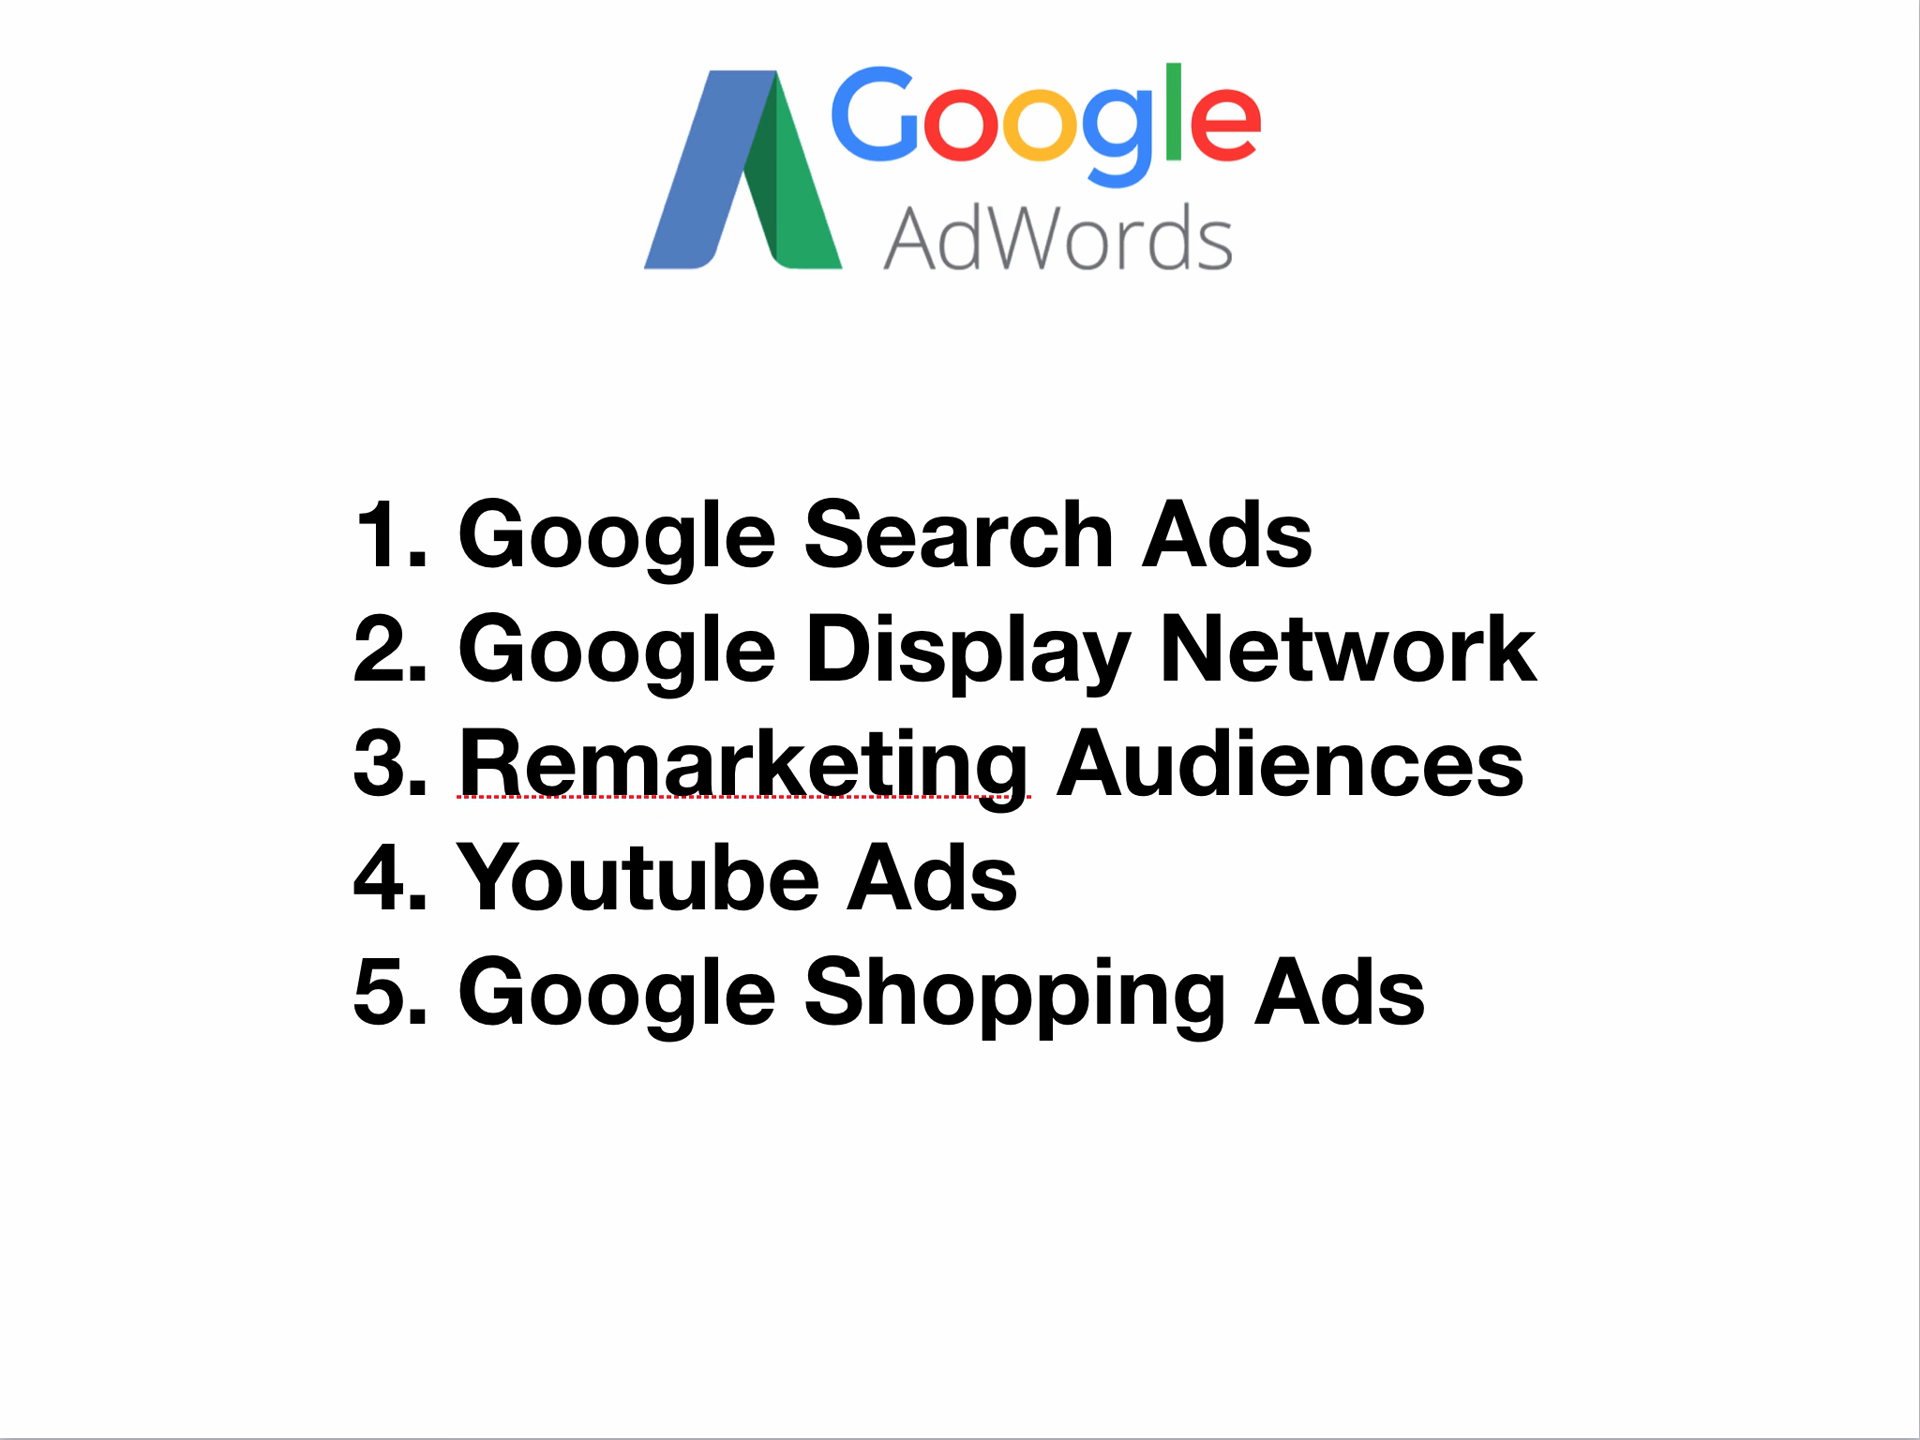 Google
AdWords
1. Google Search Ads
2. Google Display Network
3. Remarketing Audiences
4. Youtube Ads
5. Google Shopping Ads